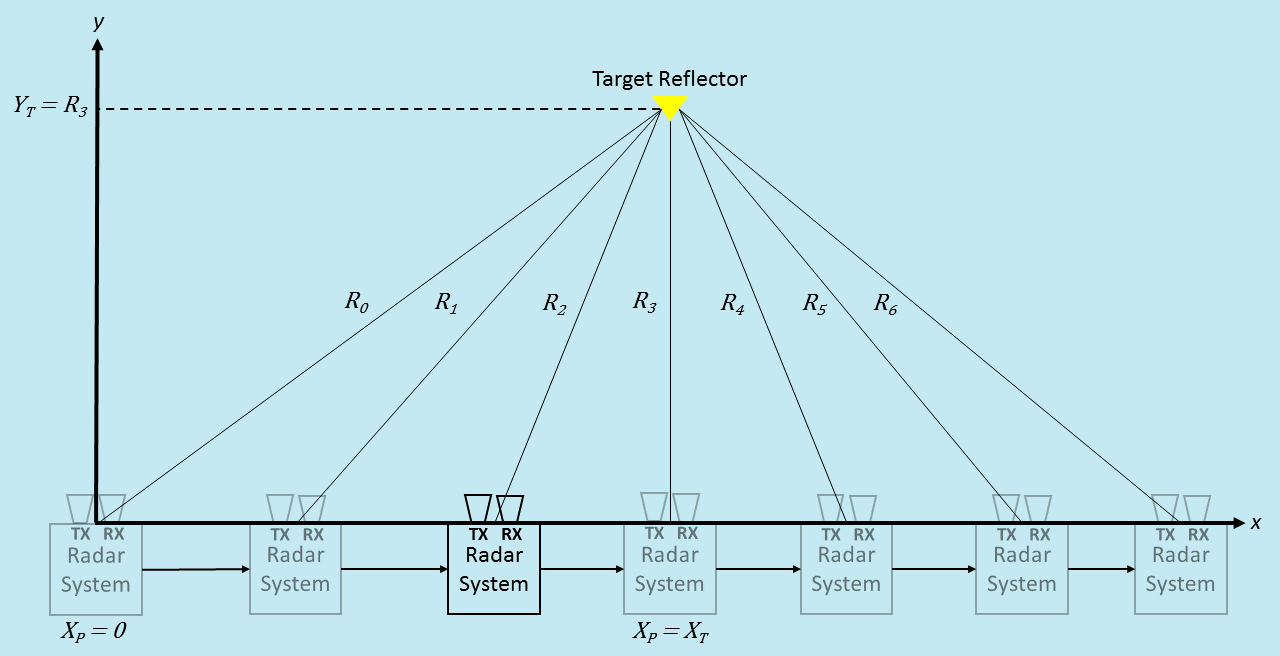 y
Target Reflector
Y_T = R_3
R_0
R_1
R_2
R_3
R_4
R_5
R_6
x
TX RX
Radar
System
TX RX
Radar
System
TX RX
Radar
System
TX RX
Radar
System
TX RX
Radar
System
TX RX
Radar
System
TX RX
Radar
System
X_P = 0
X_P = X_T